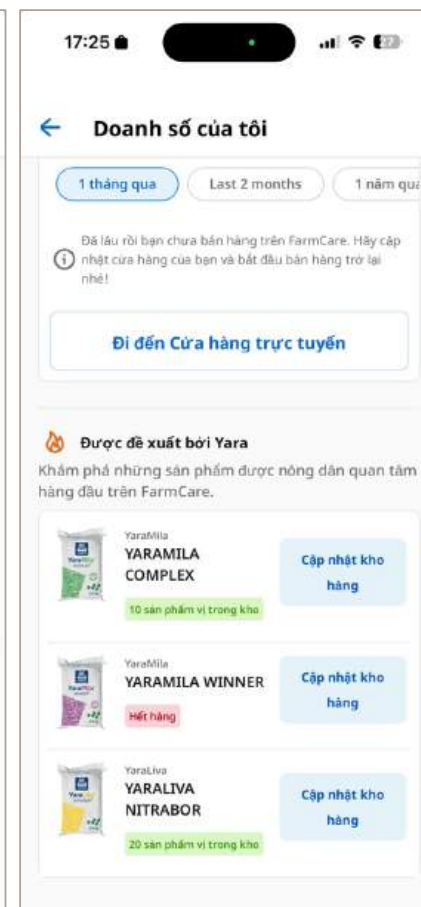 17:25
27
Doanh số của tôi
1 tháng qua
Last 2 months
1 năm qua
Đã lâu rồi bạn chưa bán hàng trên FarmCare. Hãy cập
nhật cửa hàng của bạn và bắt đầu bán hàng trở lại
nhé!
Đi đến Cửa hàng trực tuyến
Được đề xuất bởi Yara
Khám phá những sản phẩm được nông dân quan tâm
hàng đầu trên FarmCare.
YaraMila
YARAMILA
COMPLEX
10 sản phẩm vị trong kho
Cập nhật kho
hàng
YaraMila
YARAMILA WINNER
Hết hàng
Cập nhật kho
hàng
YaraLiva
YARALIVA
NITRABOR
20 sản phẩm vị trong kho
Cập nhật kho
hàng